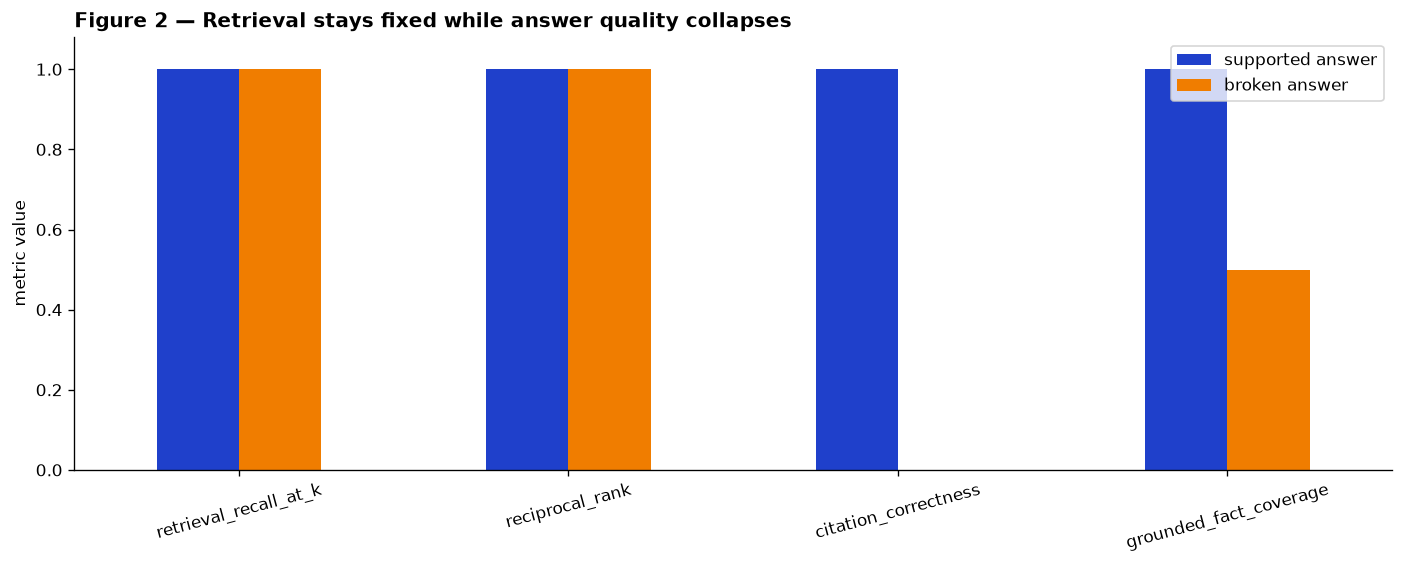 Figure 2 — Retrieval stays fixed while answer quality collapses
supported answer
broken answer
metric value
1.0
0.8
0.6
0.4
0.2
0.0
retrieval_recall_at_k
reciprocal_rank
citation_correctness
grounded_fact_coverage